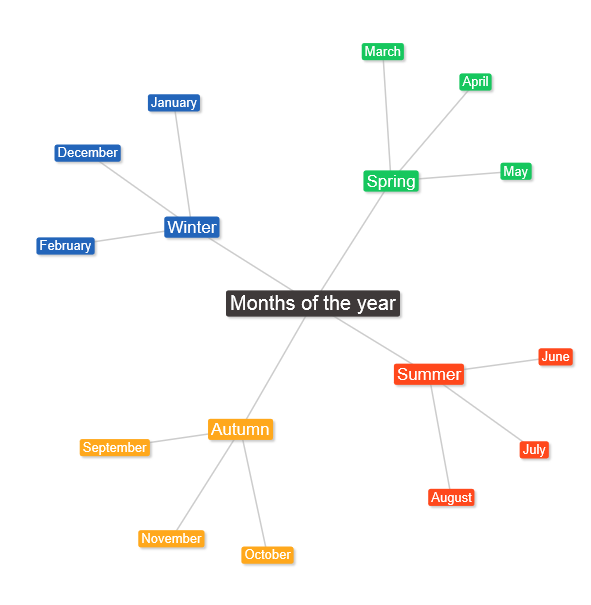 March
April
January
December
May
Spring
Winter
February
Months of the year
June
Summer
Autumn
September
July
August
November
October